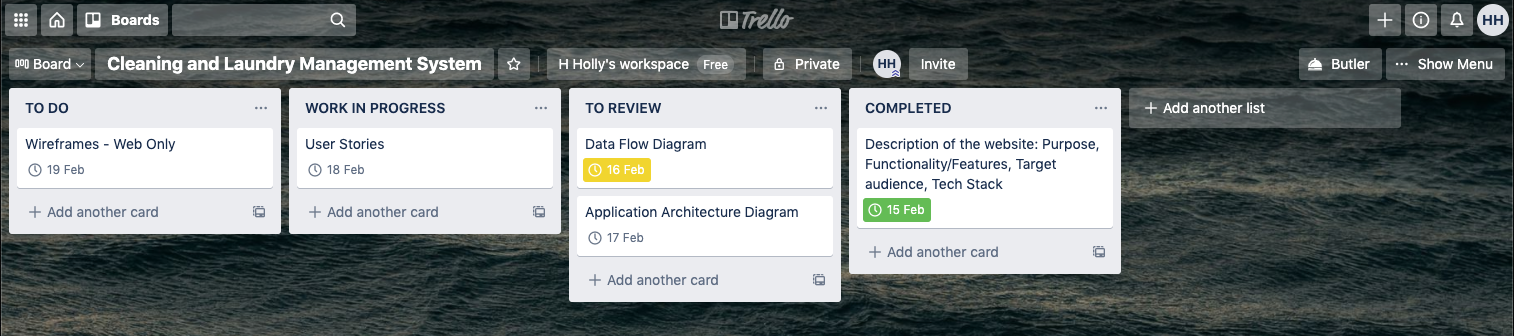 Boards
Trello
HH
Board
Cleaning and Laundry Management System
H Holly's workspace Free
Private
HH
Invite
Butler
Show Menu
TO DO
Wireframes - Web Only
19 Feb
Add another card
WORK IN PROGRESS
User Stories
18 Feb
Add another card
TO REVIEW
Data Flow Diagram
16 Feb
Application Architecture Diagram
17 Feb
Add another card
COMPLETED
Description of the website: Purpose,
Functionality/Features, Target
audience, Tech Stack
15 Feb
Add another card
Add another list